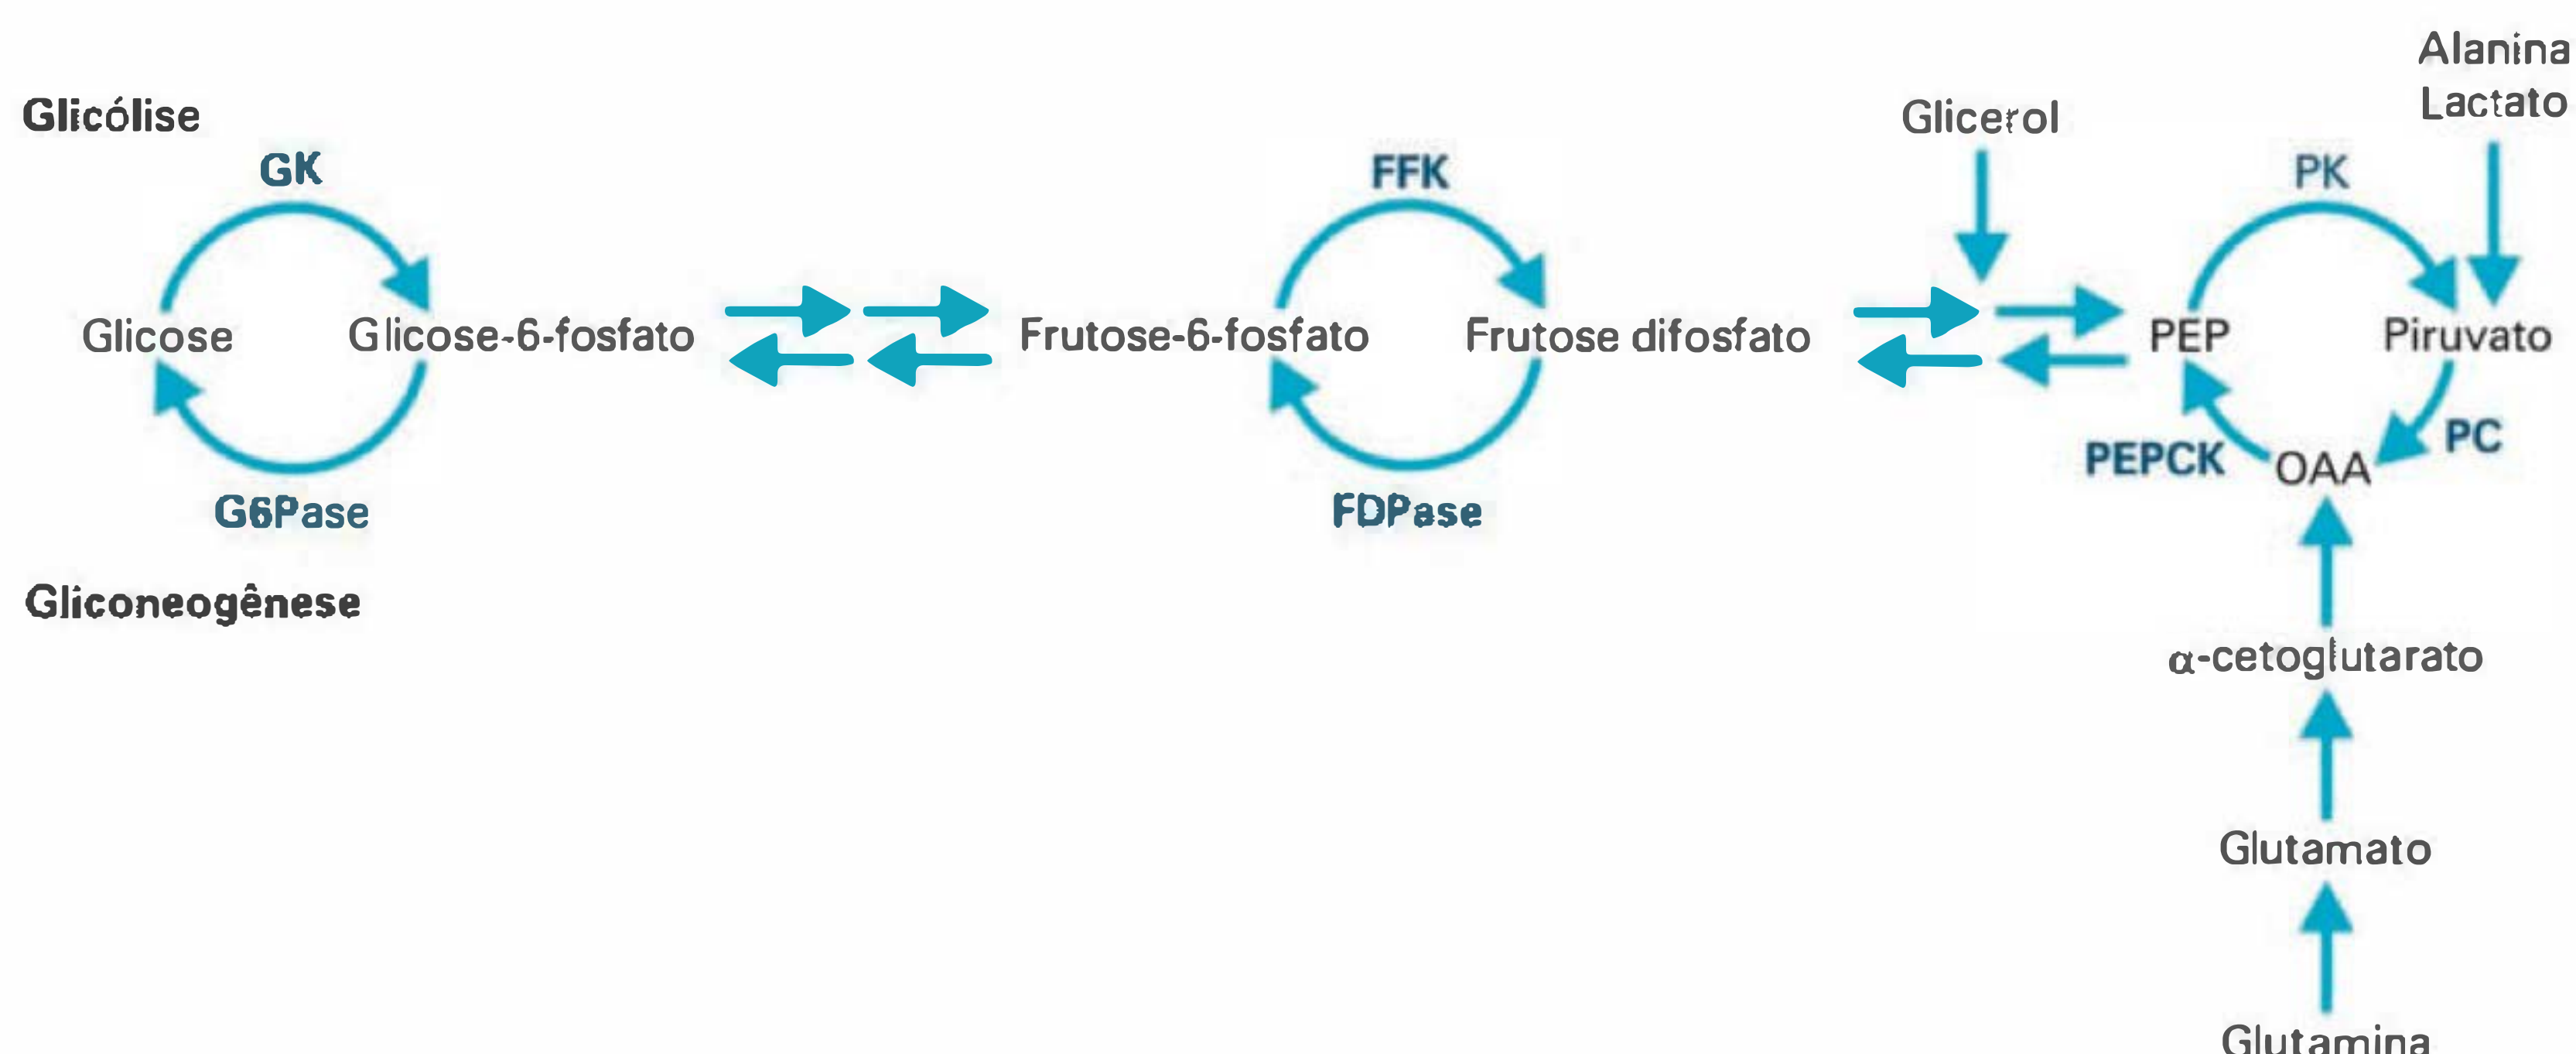 Alanina
Lactato
Glicerol
Glicólise
GK
FFK
PK
Glicose
Glicose-6-fosfato
Frutose-6-fosfato
Frutose difosfato
PEP
Piruvato
PEPCK
OAA
PC
G6Pase
FDPase
Gliconeogênese
α-cetoglutarato
Glutamato
Glutamina